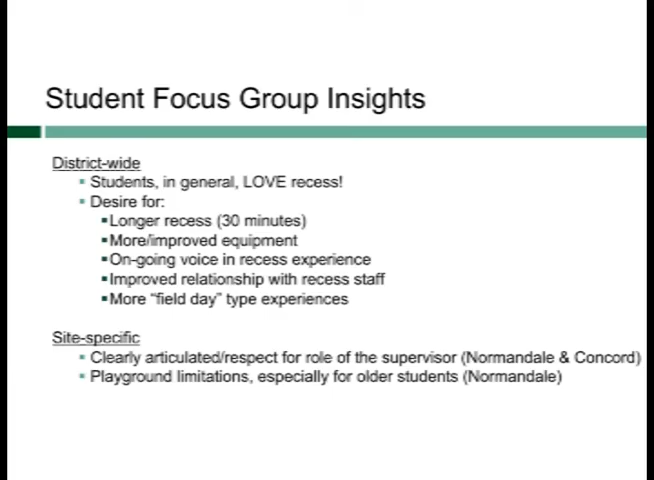 Student Focus Group Insights
District-wide
Students, in general, LOVE recess!
Desire for:
Longer recess (30 minutes)
More/improved equipment
On-going voice in recess experience
Improved relationship with recess staff
More “field day” type experiences
Site-specific
Clearly articulated/respect for role of the supervisor (Normandale & Concord)
Playground limitations, especially for older students (Normandale)